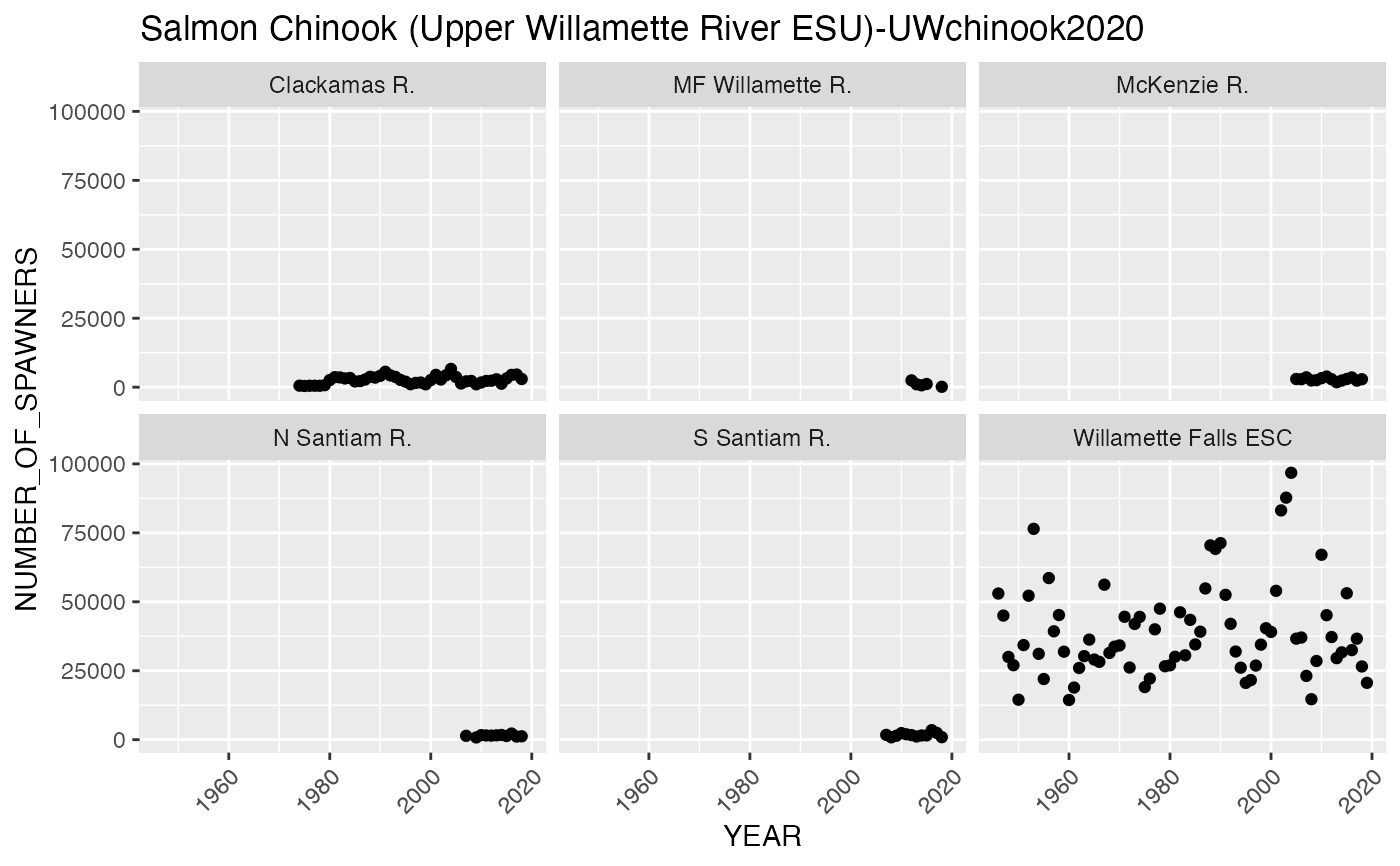 Salmon Chinook (Upper Willamette River ESU)-UWchinook2020
Clackamas R.
MF Willamette R.
McKenzie R.
100000
75000
50000
25000
0
N Santiam R.
S Santiam R.
Willamette Falls ESC
100000
75000
50000
25000
0
NUMBER_OF_SPAWNERS
1960
1980
2000
2020
1960
1980
2000
2020
1960
1980
2000
2020
YEAR